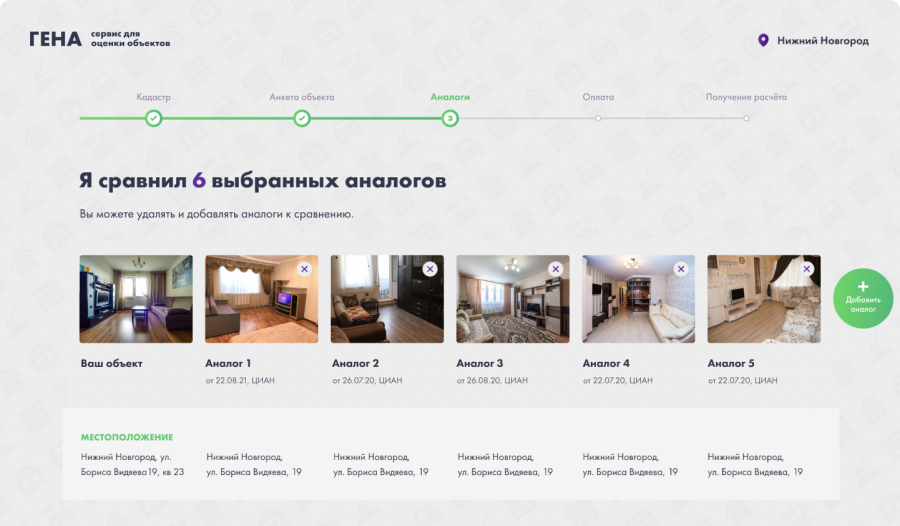 ГЕНА
сервис для
оценки объектов
Нижний Новгород
Кадастр
Анкета объекта
Аналоги
Оплата
Получение расчёта
3
Я сравнил 6 выбранных аналогов
Вы можете удалять и добавлять аналоги к сравнению.
Добавить
аналог
Ваш объект
Аналог 1
от 22.08.21, ЦИАН
Аналог 2
от 26.07.20, ЦИАН
Аналог 3
от 26.08.20, ЦИАН
Аналог 4
от 22.07.20, ЦИАН
Аналог 5
от 22.07.20, ЦИАН
МЕСТОПОЛОЖЕНИЕ
Нижний Новгород, ул.
Бориса Видяева19, кв 23
Нижний Новгород,
ул. Бориса Видяева, 19
Нижний Новгород,
ул. Бориса Видяева, 19
Нижний Новгород,
ул. Бориса Видяева, 19
Нижний Новгород,
ул. Бориса Видяева, 19
Нижний Новгород,
ул. Бориса Видяева, 19